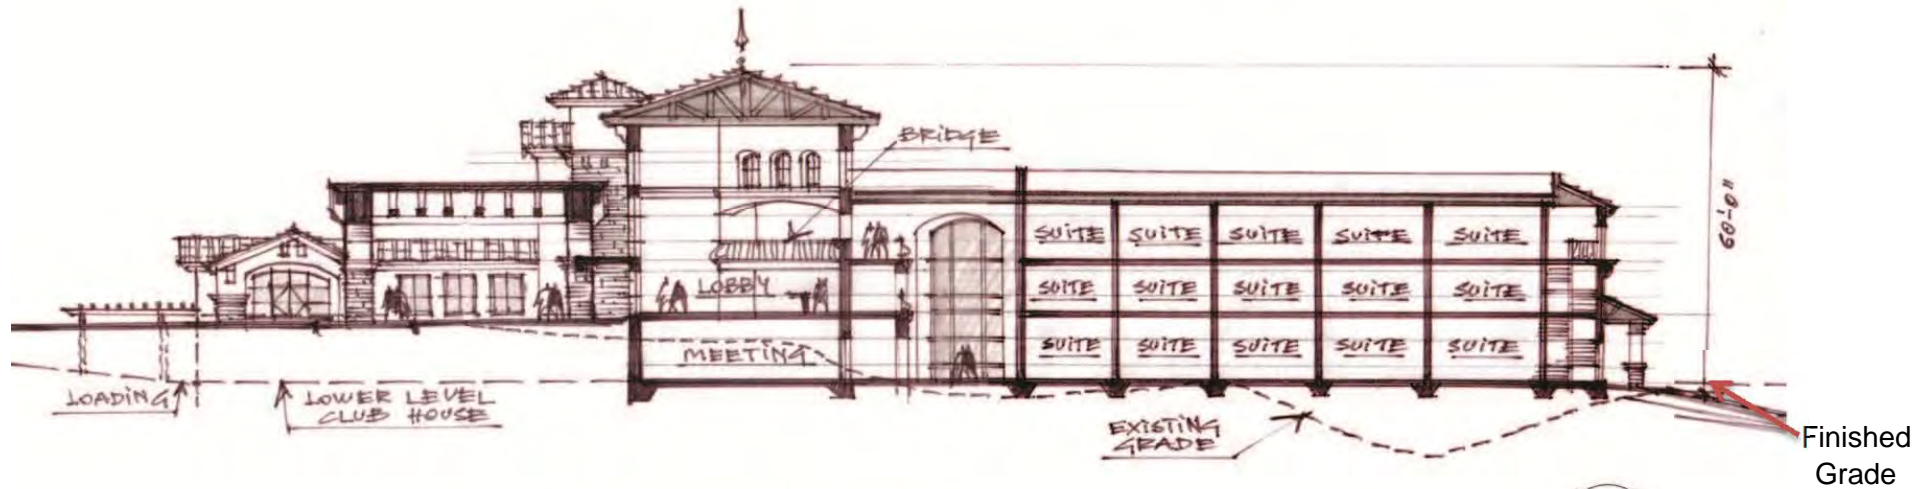 BRIDGE
60'-0"
SUITE SUITE SUITE SUITE SUITE
LOBBY
SUITE SUITE SUITE SUITE SUITE
MEETING
SUITE SUITE SUITE SUITE SUITE
LOADING
LOWER LEVEL
CLUB HOUSE
EXISTING
GRADE
Finished
Grade